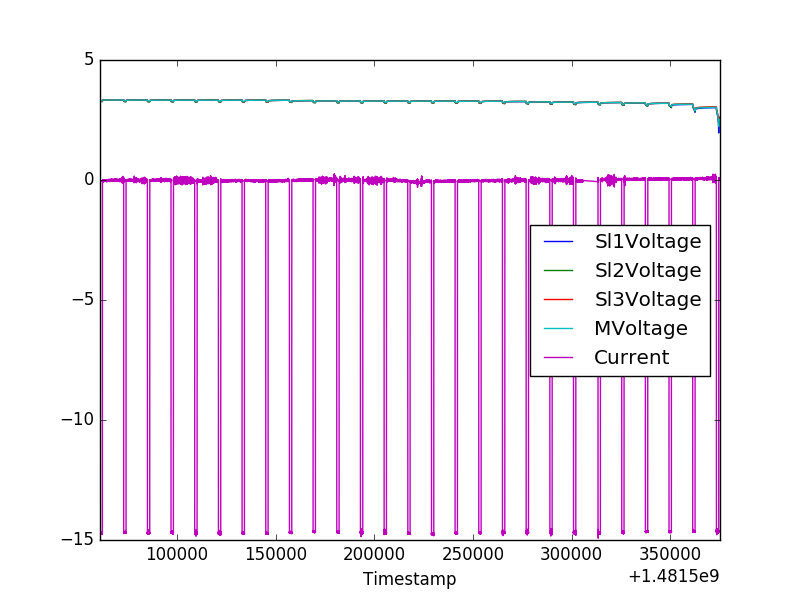 5
0
−5
−10
−15
Sl1Voltage
Sl2Voltage
Sl3Voltage
MVoltage
Current
100000 150000 200000 250000 300000 350000
Timestamp
+1.4815e9